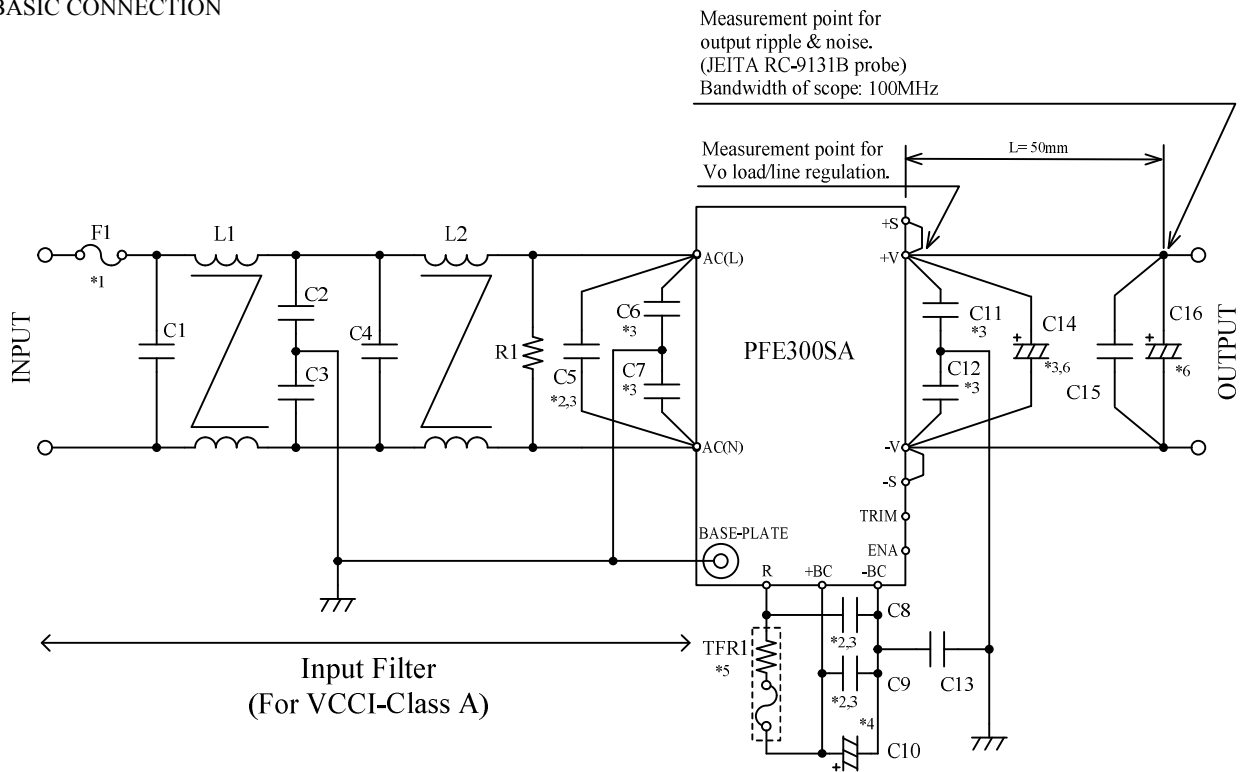 BASIC CONNECTION
Measurement point for
output ripple & noise.
(JEITA RC-9131B probe)
Bandwidth of scope: 100MHz
Measurement point for
Vo load/line regulation.
L= 50mm
F1
*1
L1
L2
C1
C2
C3
C4
R1
C5
*2,3
C6
*3
C7
*3
INPUT
AC(L)
AC(N)
PFE300SA
+S
+V
-V
-S
TRIM
ENA
BASE-PLATE
R
+BC
-BC
C11
*3
C12
*3
C14
*3,6
C15
C16
*6
OUTPUT
C8
*2,3
TFR1
*5
C9
*2,3
C13
*4
C10
+
+
+
Input Filter
(For VCCI-Class A)